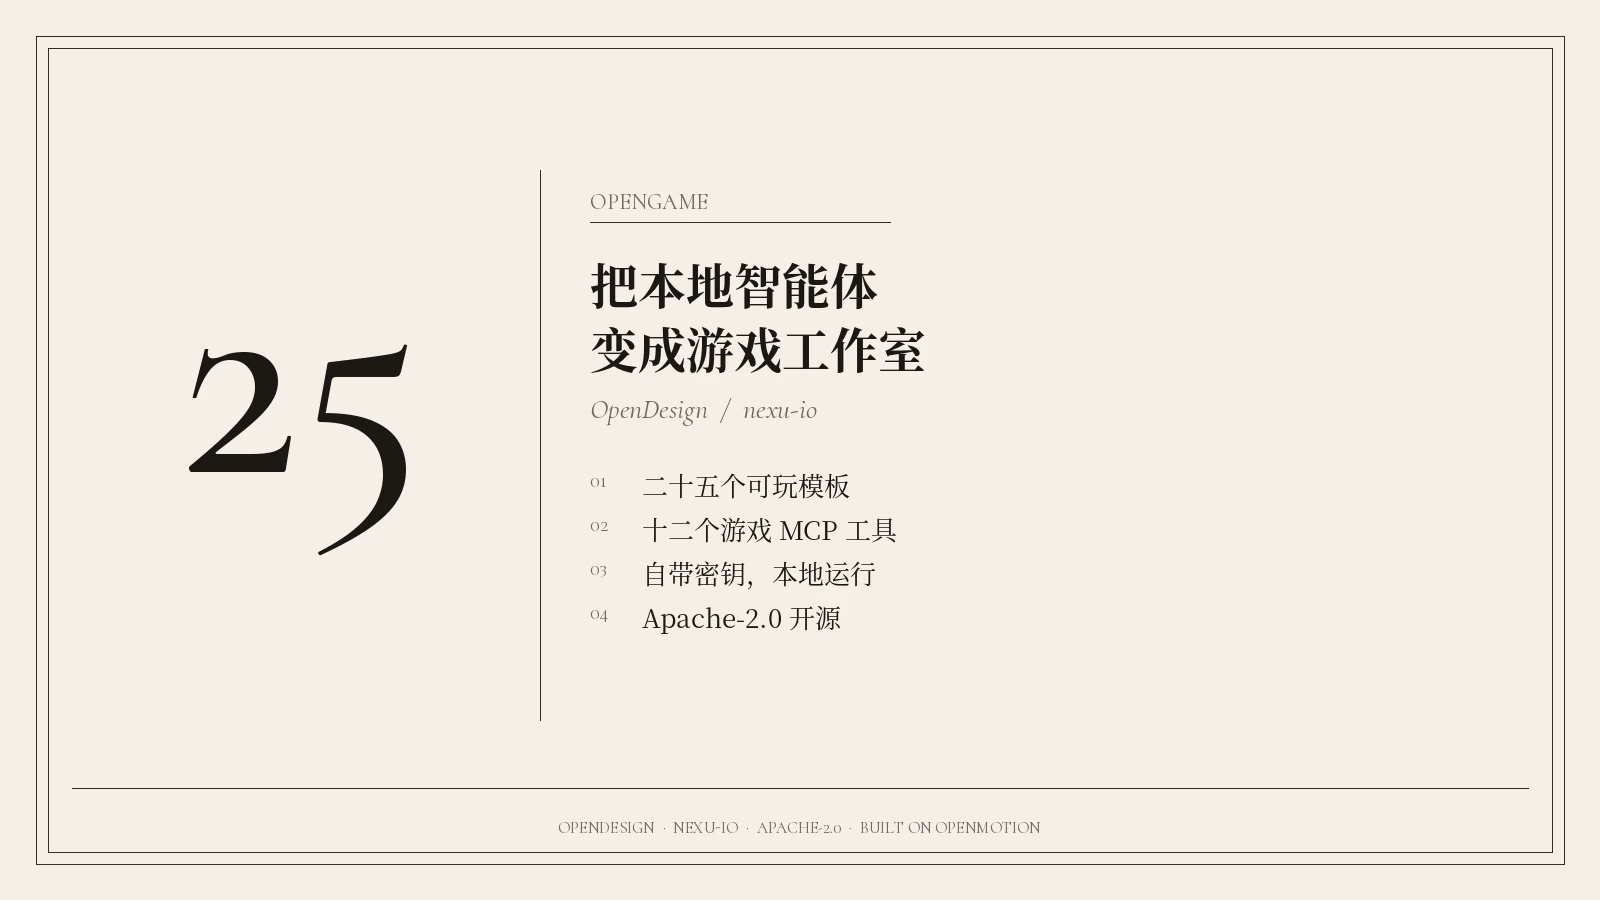 25
OPENGAME
把本地智能体
变成游戏工作室
OpenDesign / nexu-io
01 二十五个可玩模板
02 十二个游戏 MCP 工具
03 自带密钥，本地运行
04 Apache-2.0 开源
OPENDESIGN · NEXU-IO · APACHE-2.0 · BUILT ON OPENMOTION